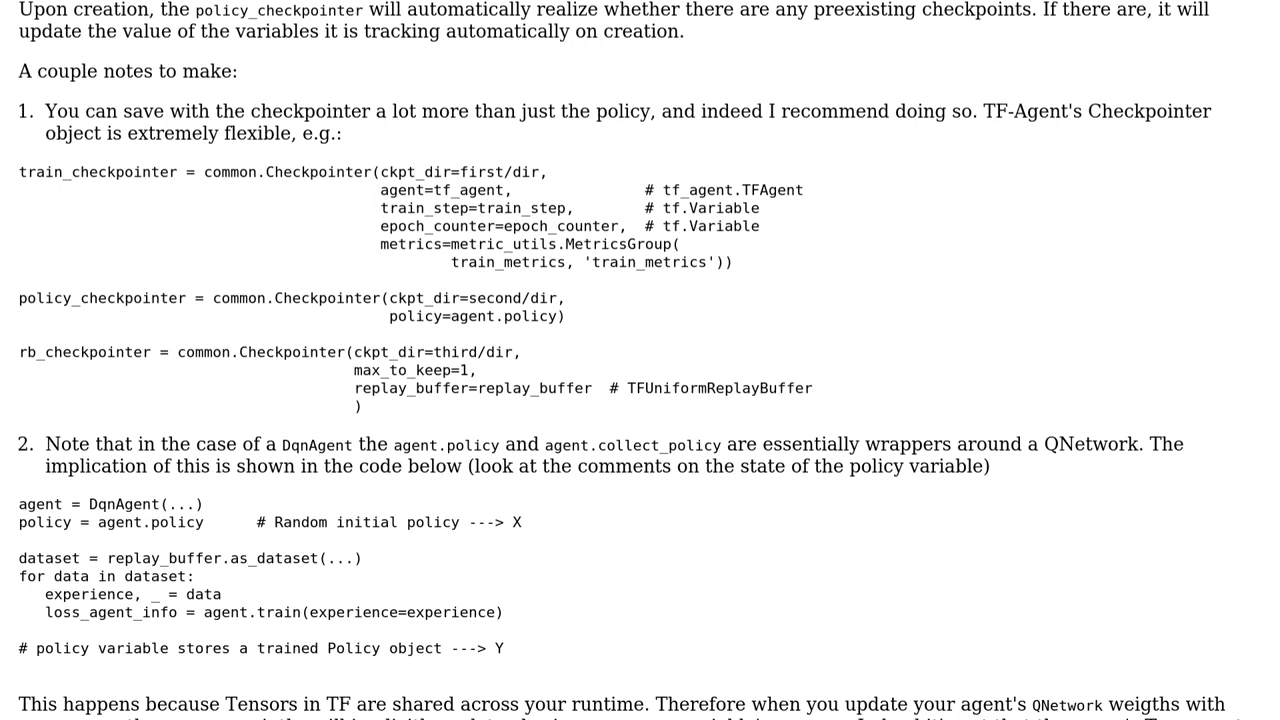 Upon creation, the policy_checkpointer will automatically realize whether there are any preexisting checkpoints. If there are, it will
update the value of the variables it is tracking automatically on creation.
A couple notes to make:
1. You can save with the checkpointer a lot more than just the policy, and indeed I recommend doing so. TF-Agent's Checkpointer
object is extremely flexible, e.g.:
train_checkpointer = common.Checkpointer(ckpt_dir=first/dir,
agent=tf_agent, # tf_agent.TFAgent
train_step=train_step, # tf.Variable
epoch_counter=epoch_counter, # tf.Variable
metrics=metric_utils.MetricsGroup(
train_metrics, 'train_metrics'))
policy_checkpointer = common.Checkpointer(ckpt_dir=second/dir,
policy=agent.policy)
rb_checkpointer = common.Checkpointer(ckpt_dir=third/dir,
max_to_keep=1,
replay_buffer=replay_buffer # TFUniformReplayBuffer
)
2. Note that in the case of a DqnAgent the agent.policy and agent.collect_policy are essentially wrappers around a QNetwork. The
implication of this is shown in the code below (look at the comments on the state of the policy variable)
agent = DqnAgent(...)
policy = agent.policy # Random initial policy ---> X
dataset = replay_buffer.as_dataset(...)
for data in dataset:
experience, _ = data
loss_agent_info = agent.train(experience=experience)
# policy variable stores a trained Policy object ---> Y
This happens because Tensors in TF are shared across your runtime. Therefore when you update your agent's QNetwork weigths with